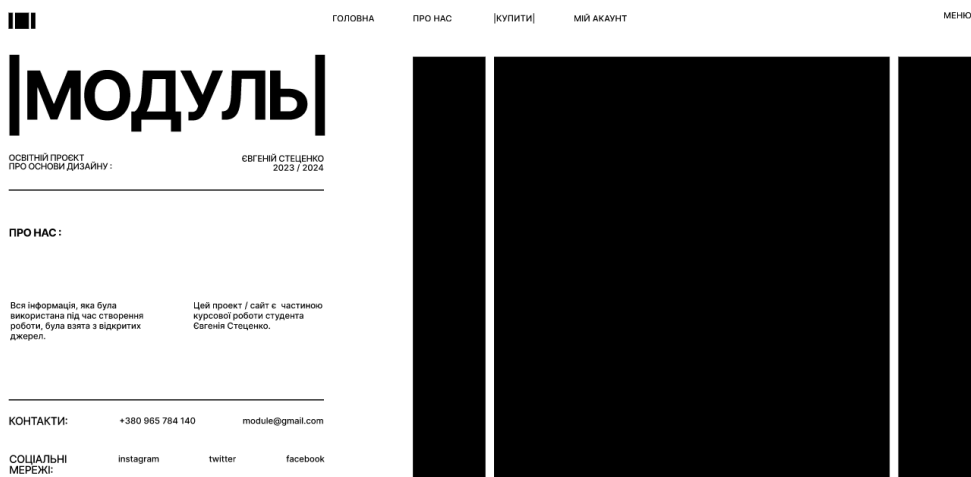 ГОЛОВНА
ПРО НАС
|КУПИТИ|
МІЙ АКАУНТ
МЕНЮ
|МОДУЛЬ|
ОСВІТНІЙ ПРОЄКТ
ПРО ОСНОВИ ДИЗАЙНУ :
ЄВГЕНІЙ СТЕЦЕНКО
2023 / 2024
ПРО НАС :
Вся інформація, яка була
використана під час створення
роботи, була взята з відкритих
джерел.
Цей проект / сайт є частиною
курсової роботи студента
Євгенія Стеценко.
КОНТАКТИ:
+380 965 784 140
module@gmail.com
СОЦІАЛЬНІ
МЕРЕЖІ:
instagram
twitter
facebook